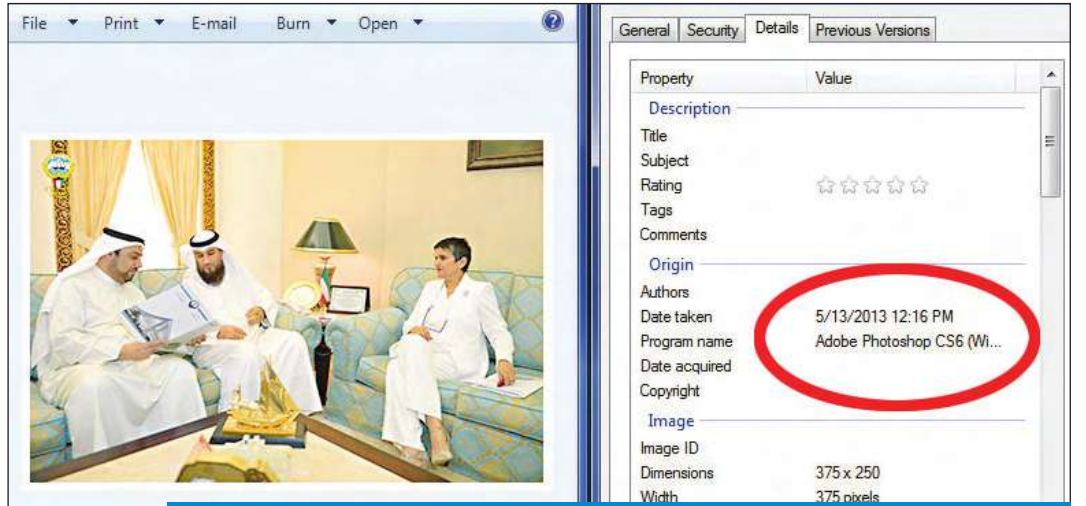 File Print E-mail Burn Open ?
General Security Details Previous Versions
Property Value
Description
Title
Subject
Rating
Tags
Comments
Origin
Authors
Date taken 5/13/2013 12:16 PM
Program name Adobe Photoshop CS6 (Wi...
Date acquired
Copyright
Image
Image ID
Dimensions 375 x 250
Width 375 pixels